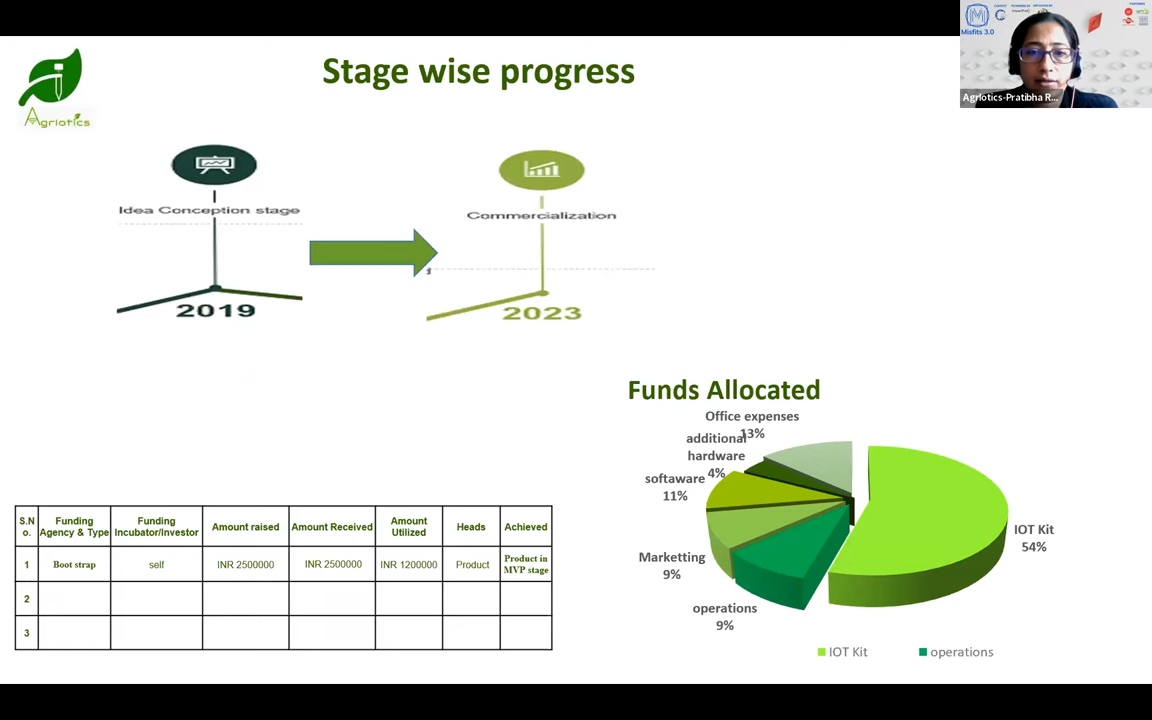 Stage wise progress
Agriotics
Misfits 3.0
Agriotics-Pratibha R...
Idea Conception stage
Commercialization
2019
2023
Funds Allocated
Office expenses
13%
additional
hardware
4%
softaware
11%
Marketting
9%
operations
9%
IOT Kit
54%
IOT Kit
operations
S.N
o.
Funding
Agency & Type
Funding
Incubator/Investor
Amount raised
Amount Received
Amount
Utilized
Heads
Achieved
1
Boot strap
self
INR 2500000
INR 2500000
INR 1200000
Product
Product in
MVP stage
2
3